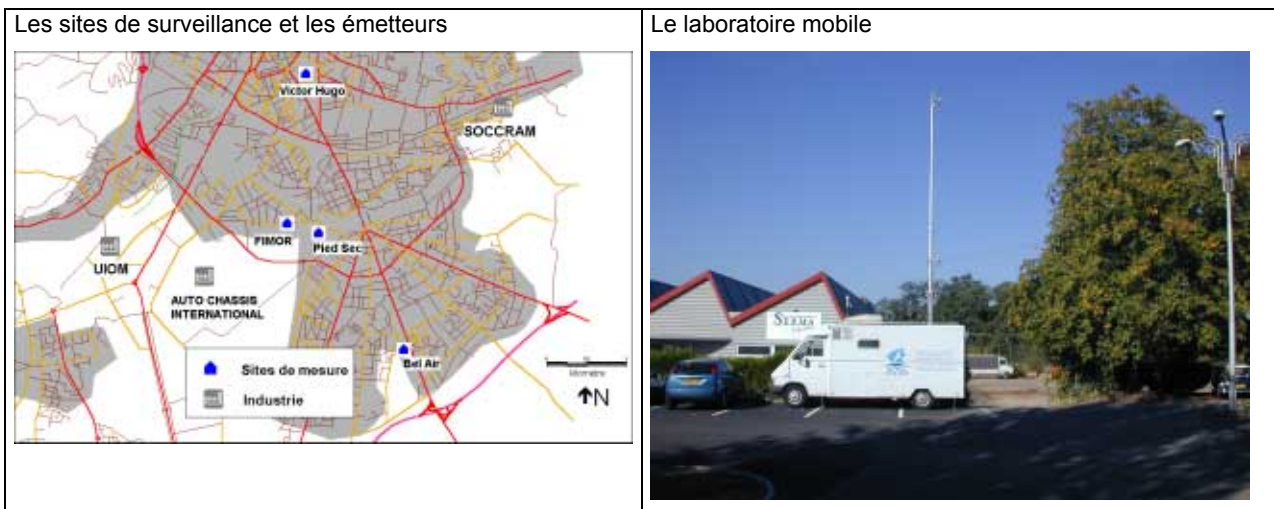 Les sites de surveillance et les émetteurs
Victor Hugo
SOCCRAM
FIMOR
Pied Sec
UIOM
AUTO CHASSIS
INTERNATIONAL
Bel Air
Sites de mesure
Industrie
kilomètre
N
Le laboratoire mobile